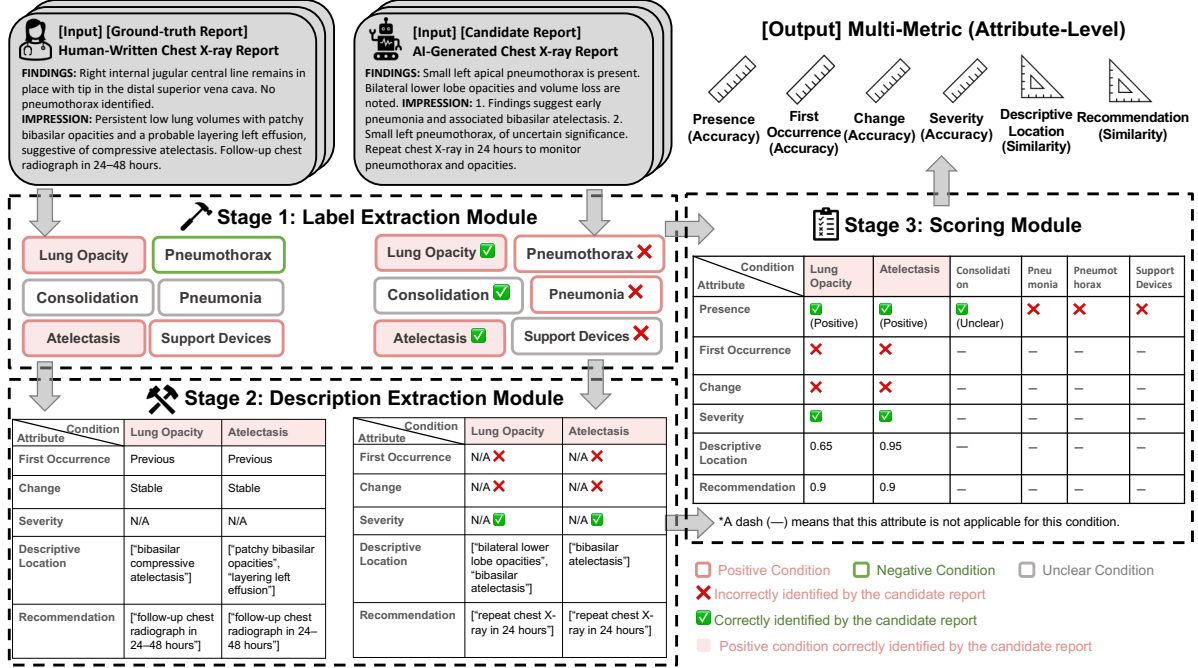 [Input] [Ground-truth Report]
Human-Written Chest X-ray Report
FINDINGS: Right internal jugular central line remains in
place with tip in the distal superior vena cava. No
pneumothorax identified.
IMPRESSION: Persistent low lung volumes with patchy
bibasilar opacities and a probable layering left effusion,
suggestive of compressive atelectasis. Follow-up chest
radiograph in 24–48 hours.
[Input] [Candidate Report]
AI-Generated Chest X-ray Report
FINDINGS: Small left apical pneumothorax is present.
Bilateral lower lobe opacities and volume loss are
noted. IMPRESSION: 1. Findings suggest early
pneumonia and associated bibasilar atelectasis. 2.
Small left pneumothorax, of uncertain significance.
Repeat chest X-ray in 24 hours to monitor
pneumothorax and opacities.
[Output] Multi-Metric (Attribute-Level)
Presence
(Accuracy)
First
Occurrence
(Accuracy)
Change
(Accuracy)
Severity
(Accuracy)
Descriptive
Location
(Similarity)
Recommendation
(Similarity)
Stage 1: Label Extraction Module
Lung Opacity
Pneumothorax
Consolidation
Pneumonia
Atelectasis
Support Devices
Lung Opacity
Pneumothorax
Consolidation
Pneumonia
Atelectasis
Support Devices
Stage 2: Description Extraction Module
Condition
Attribute
Lung Opacity
Atelectasis
First Occurrence
Previous
Previous
Change
Stable
Stable
Severity
N/A
N/A
Descriptive
Location
["bibasilar
compressive
atelectasis"]
["patchy bibasilar
opacities",
"layering left
effusion"]
Recommendation
["follow-up chest
radiograph in
24–48 hours"]
["follow-up chest
radiograph in 24–
48 hours"]
Condition
Attribute
Lung Opacity
Atelectasis
First Occurrence
N/A
N/A
Change
N/A
N/A
Severity
N/A
N/A
Descriptive
Location
["bilateral lower
lobe opacities",
"bibasilar
atelectasis"]
["bibasilar
atelectasis"]
Recommendation
["repeat chest X-
ray in 24 hours"]
["repeat chest X-
ray in 24 hours"]
Stage 3: Scoring Module
Condition
Attribute
Lung
Opacity
Atelectasis
Consolidati
on
Pneu
monia
Pneumot
horax
Support
Devices
Presence
(Positive)
(Positive)
(Unclear)
First Occurrence
— — — —
Change
— — — —
Severity
— — — —
Descriptive
Location
0.65
0.95
— — — —
Recommendation
0.9
0.9
— — — —
*A dash (—) means that this attribute is not applicable for this condition.
Positive Condition
Negative Condition
Unclear Condition
Incorrectly identified by the candidate report
Correctly identified by the candidate report
Positive condition correctly identified by the candidate report